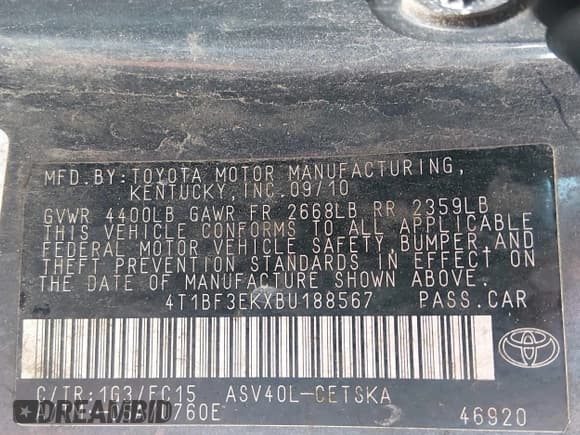 MFD.BY:TOYOTA MOTOR MANUFACTURING,
KENTUCKY,INC.09/10
GVWR 4400LB GAWR FR 2668LB RR 2359LB
THIS VEHICLE CONFORMS TO ALL APPLICABLE
FEDERAL MOTOR VEHICLE SAFETY, BUMPER,AND
THEFT PREVENTION STANDARDS IN EFFECT ON
THE DATE OF MANUFACTURE SHOWN ABOVE.
4T1BF3EKXBU188567 PASS.CAR
C/TR:1G3/FC15 ASV40L-CETSKA
46920
DREAMBID